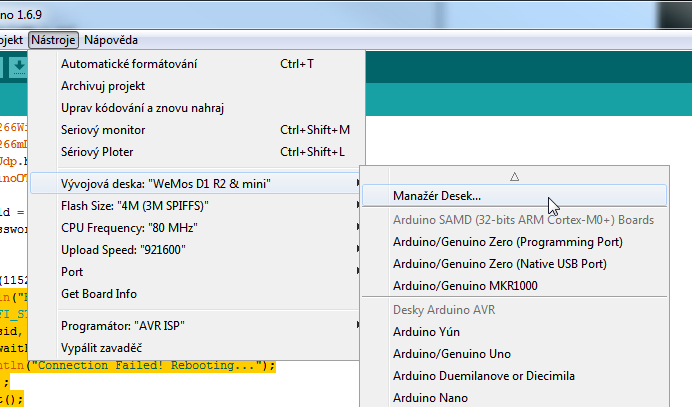 ino 1.6.9
ojekt Nástroje Nápověda
Automatické formátování Ctrl+T
Archivuj projekt
Uprav kódování a znovu nahraj
Seriový monitor Ctrl+Shift+M
Sériový Ploter Ctrl+Shift+L
Vývojová deska: "WeMos D1 R2 & mini"
Flash Size: "4M (3M SPIFFS)"
CPU Frequency: "80 MHz"
Upload Speed: "921600"
Port
Get Board Info
Programátor: "AVR ISP"
Vypálit zavaděč
Manažér Desek...
Arduino SAMD (32-bits ARM Cortex-M0+) Boards
Arduino/Genuino Zero (Programming Port)
Arduino/Genuino Zero (Native USB Port)
Arduino/Genuino MKR1000
Desky Arduino AVR
Arduino Yún
Arduino/Genuino Uno
Arduino Duemilanove or Diecimila
Arduino Nano
266Wi
266mD
Udp.h
inoOT
id =
sswor
(1152
ln("B
FI_ST
sid,
waitF
tln("Connection Failed! Rebooting...");
;
t();